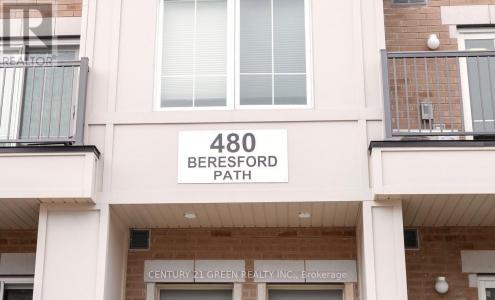 REALTOR
480
BERESFORD
PATH
CENTURY 21 GREEN REALTY INC., Brokerage